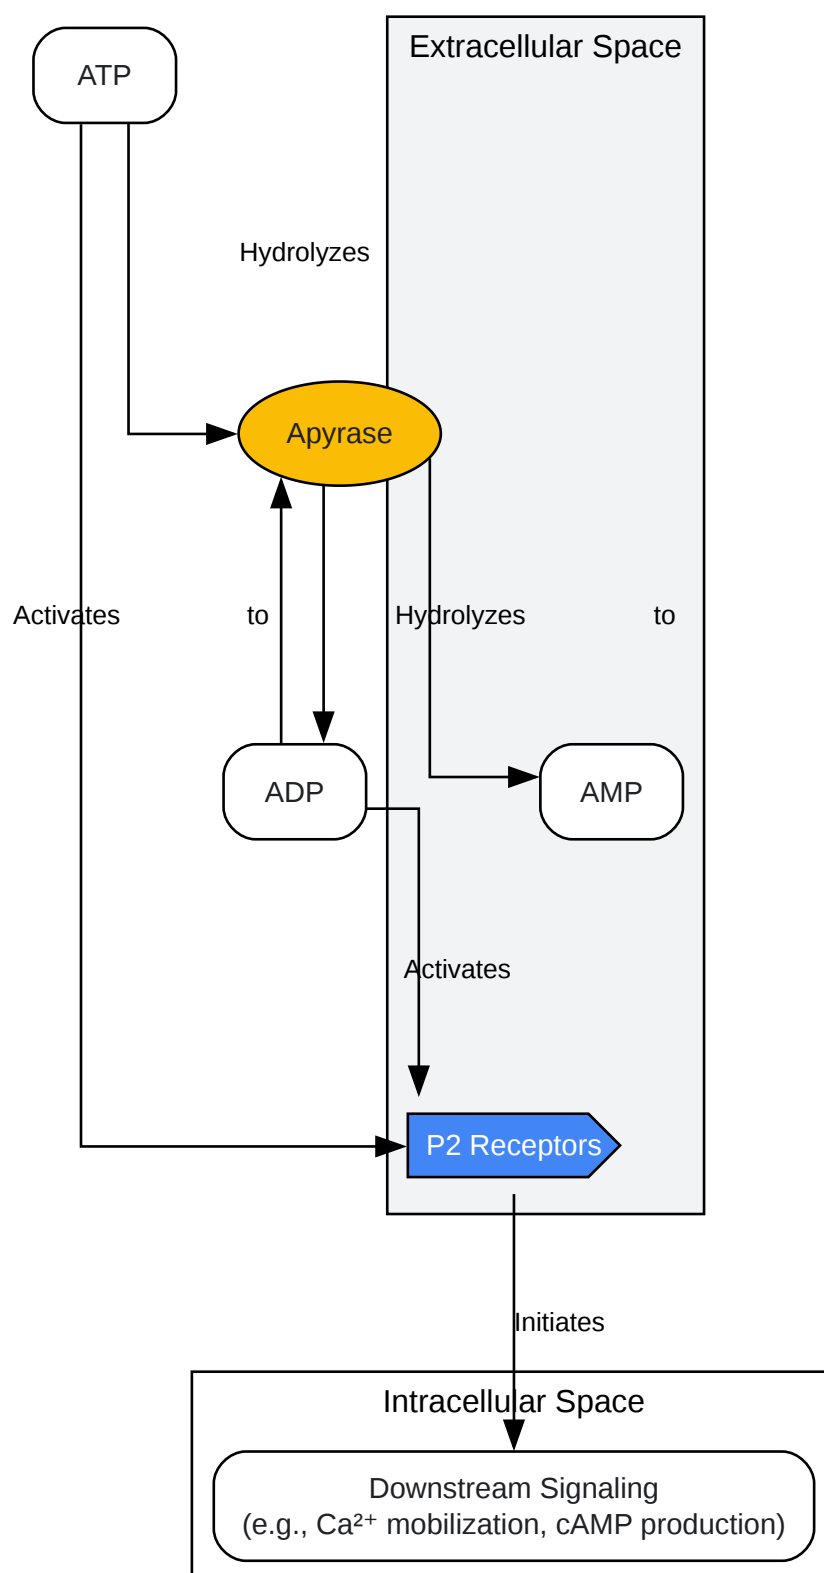 ATP
Extracellular Space
Hydrolyzes
Apyrase
Activates
to
Hydrolyzes
to
ADP
AMP
Activates
P2 Receptors
Initiates
Intracellular Space
Downstream Signaling
(e.g., Ca²⁺ mobilization, cAMP production)